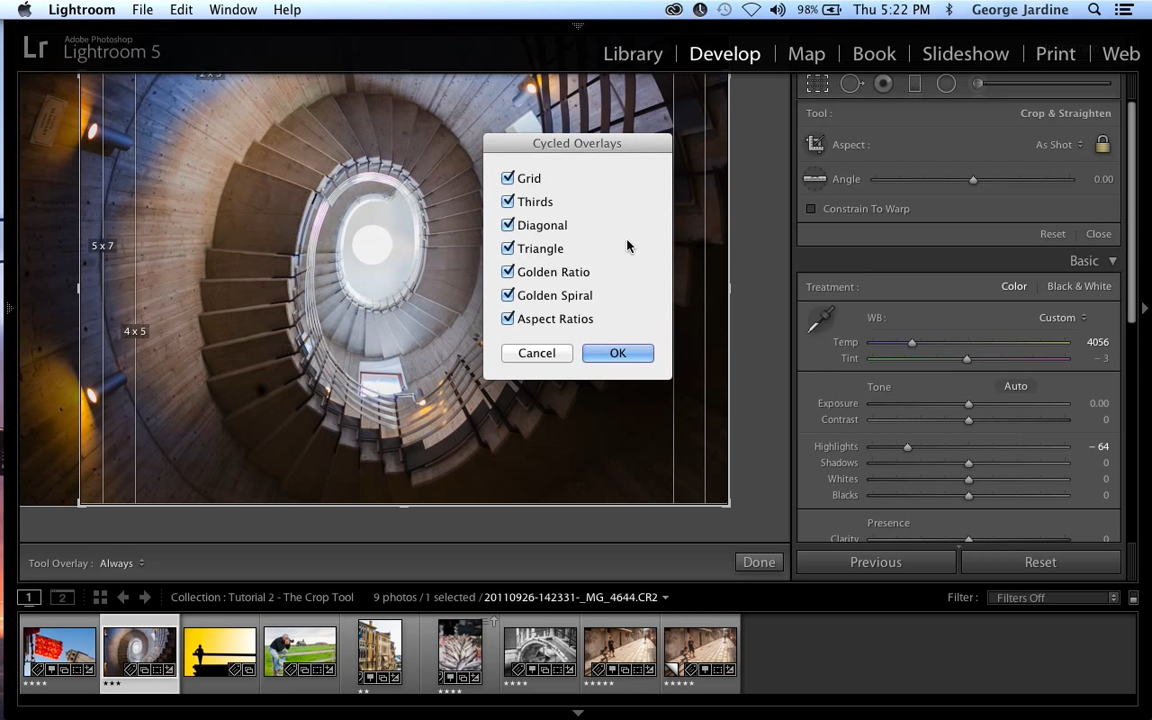 Lightroom File Edit Window Help 98% Thu 5:22 PM George Jardine
Lr Adobe Photoshop
Lightroom 5
Library Develop Map Book Slideshow Print Web
Cycled Overlays
Grid
Thirds
Diagonal
Triangle
Golden Ratio
Golden Spiral
Aspect Ratios
Cancel OK
5 x 7
4 x 5
Tool : Crop & Straighten
Aspect : As Shot
Angle 0.00
Constrain To Warp
Reset Close
Basic
Treatment : Color Black & White
WB: Custom
Temp 4056
Tint – 3
Tone Auto
Exposure 0.00
Contrast 0
Highlights – 64
Shadows 0
Whites 0
Blacks 0
Presence
Clarity 0
Tool Overlay : Always Done
Previous Reset
1 2 Collection : Tutorial 2 - The Crop Tool 9 photos / 1 selected / 20110926-142331-_MG_4644.CR2 Filter : Filters Off